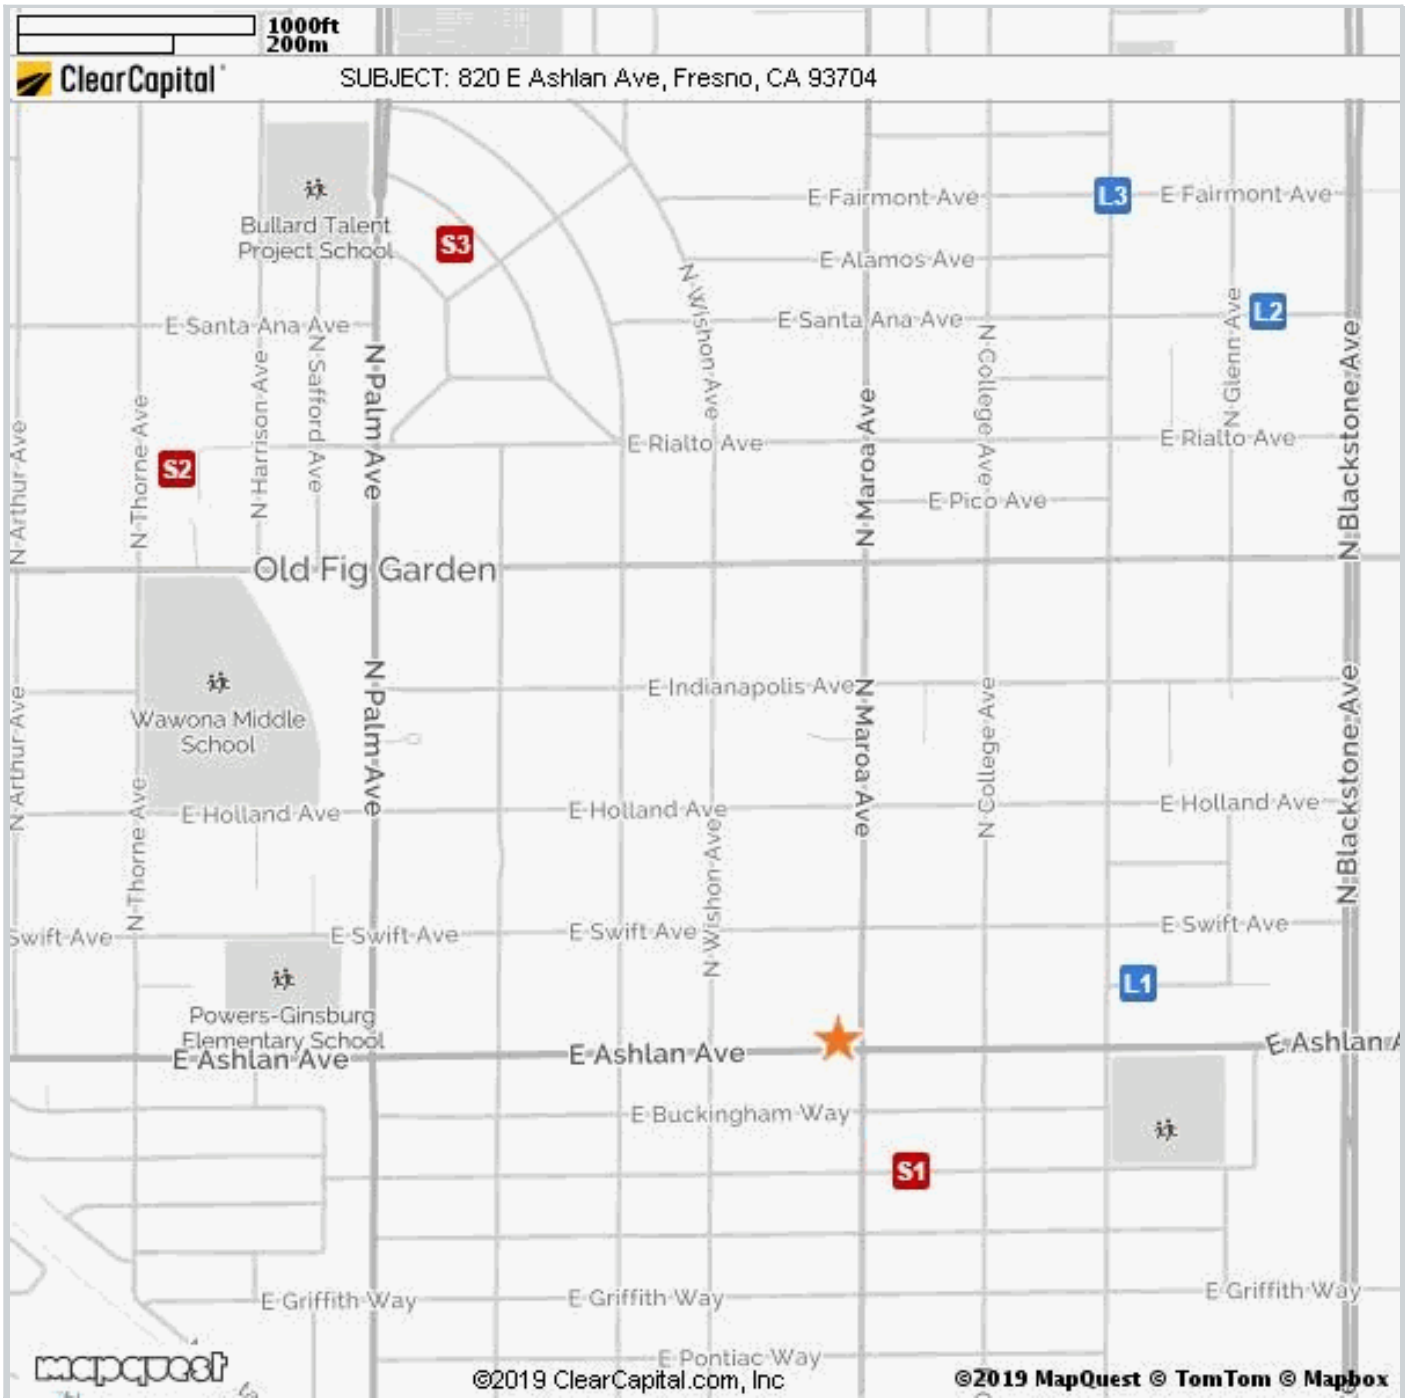 1000ft
200m
ClearCapital
SUBJECT: 820 E Ashlan Ave, Fresno, CA 93704
Bullard Talent
Project School
S3
E Fairmont Ave
L3
E Fairmont Ave
E Alamos Ave
E Santa Ana Ave
N Wishon Ave
E Santa Ana Ave
L2
N Glenn Ave
N Harrison Ave
N Safford Ave
N Palm Ave
N College Ave
N Blackstone Ave
N Arthur Ave
N Thorne Ave
S2
E Rialto Ave
N Maroa Ave
E Rialto Ave
E Pico Ave
Old Fig Garden
Wawona Middle
School
N Palm Ave
E Indianapolis Ave
N Maroa Ave
N College Ave
N Blackstone Ave
N Arthur Ave
N Thorne Ave
E Holland Ave
E Holland Ave
E Holland Ave
N Wishon Ave
Swift Ave
E Swift Ave
E Swift Ave
E Swift Ave
L1
Powers-Ginsburg
Elementary School
E Ashlan Ave
E Ashlan Ave
E Ashlan A
E Buckingham Way
S1
E Griffith Way
E Griffith Way
E Griffith Way
E Pontiac Way
mapquest
©2019 ClearCapital.com, Inc
©2019 MapQuest © TomTom © Mapbox